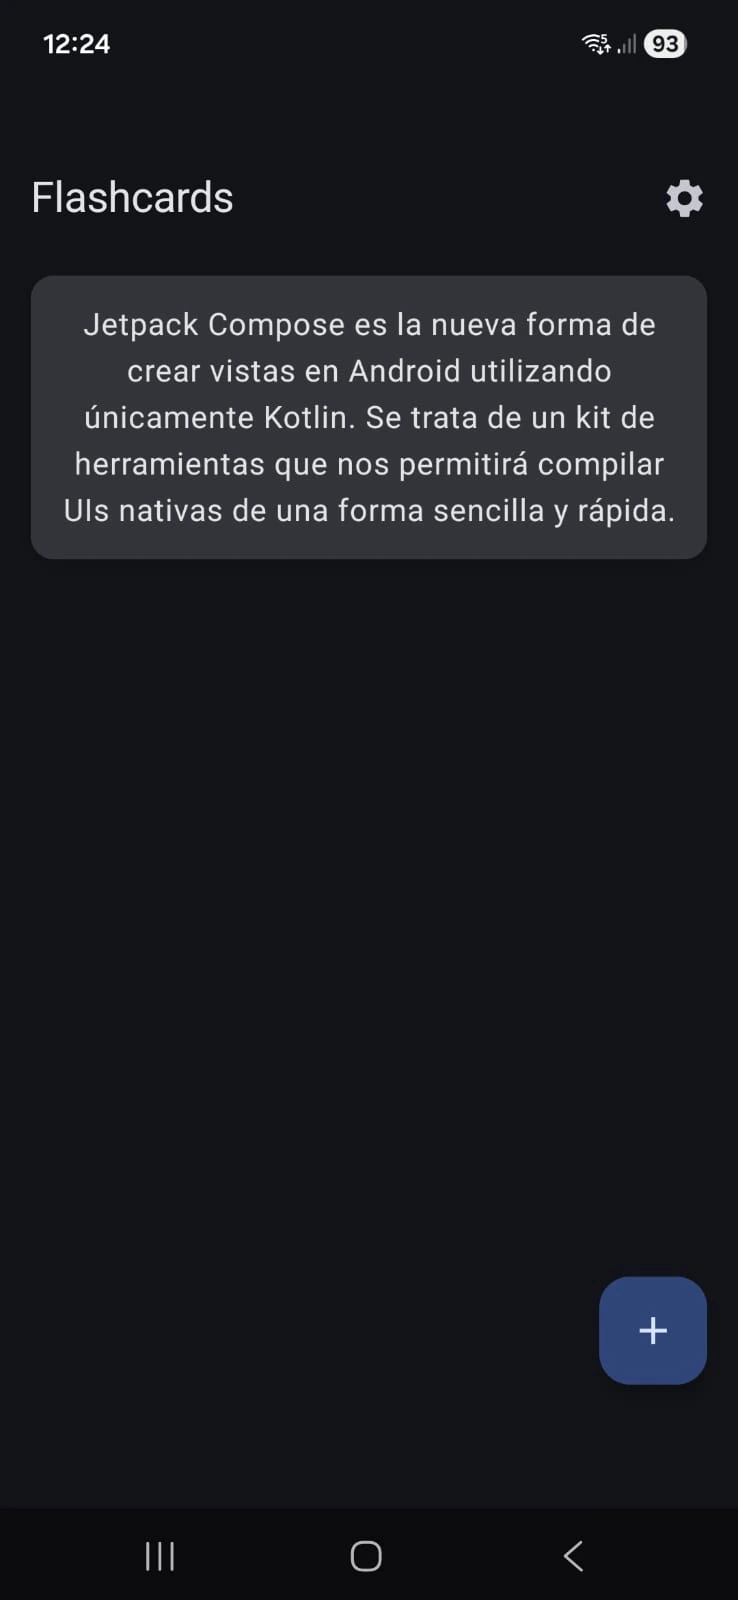 12:24
5
93
Flashcards
Jetpack Compose es la nueva forma de
crear vistas en Android utilizando
únicamente Kotlin. Se trata de un kit de
herramientas que nos permitirá compilar
UIs nativas de una forma sencilla y rápida.